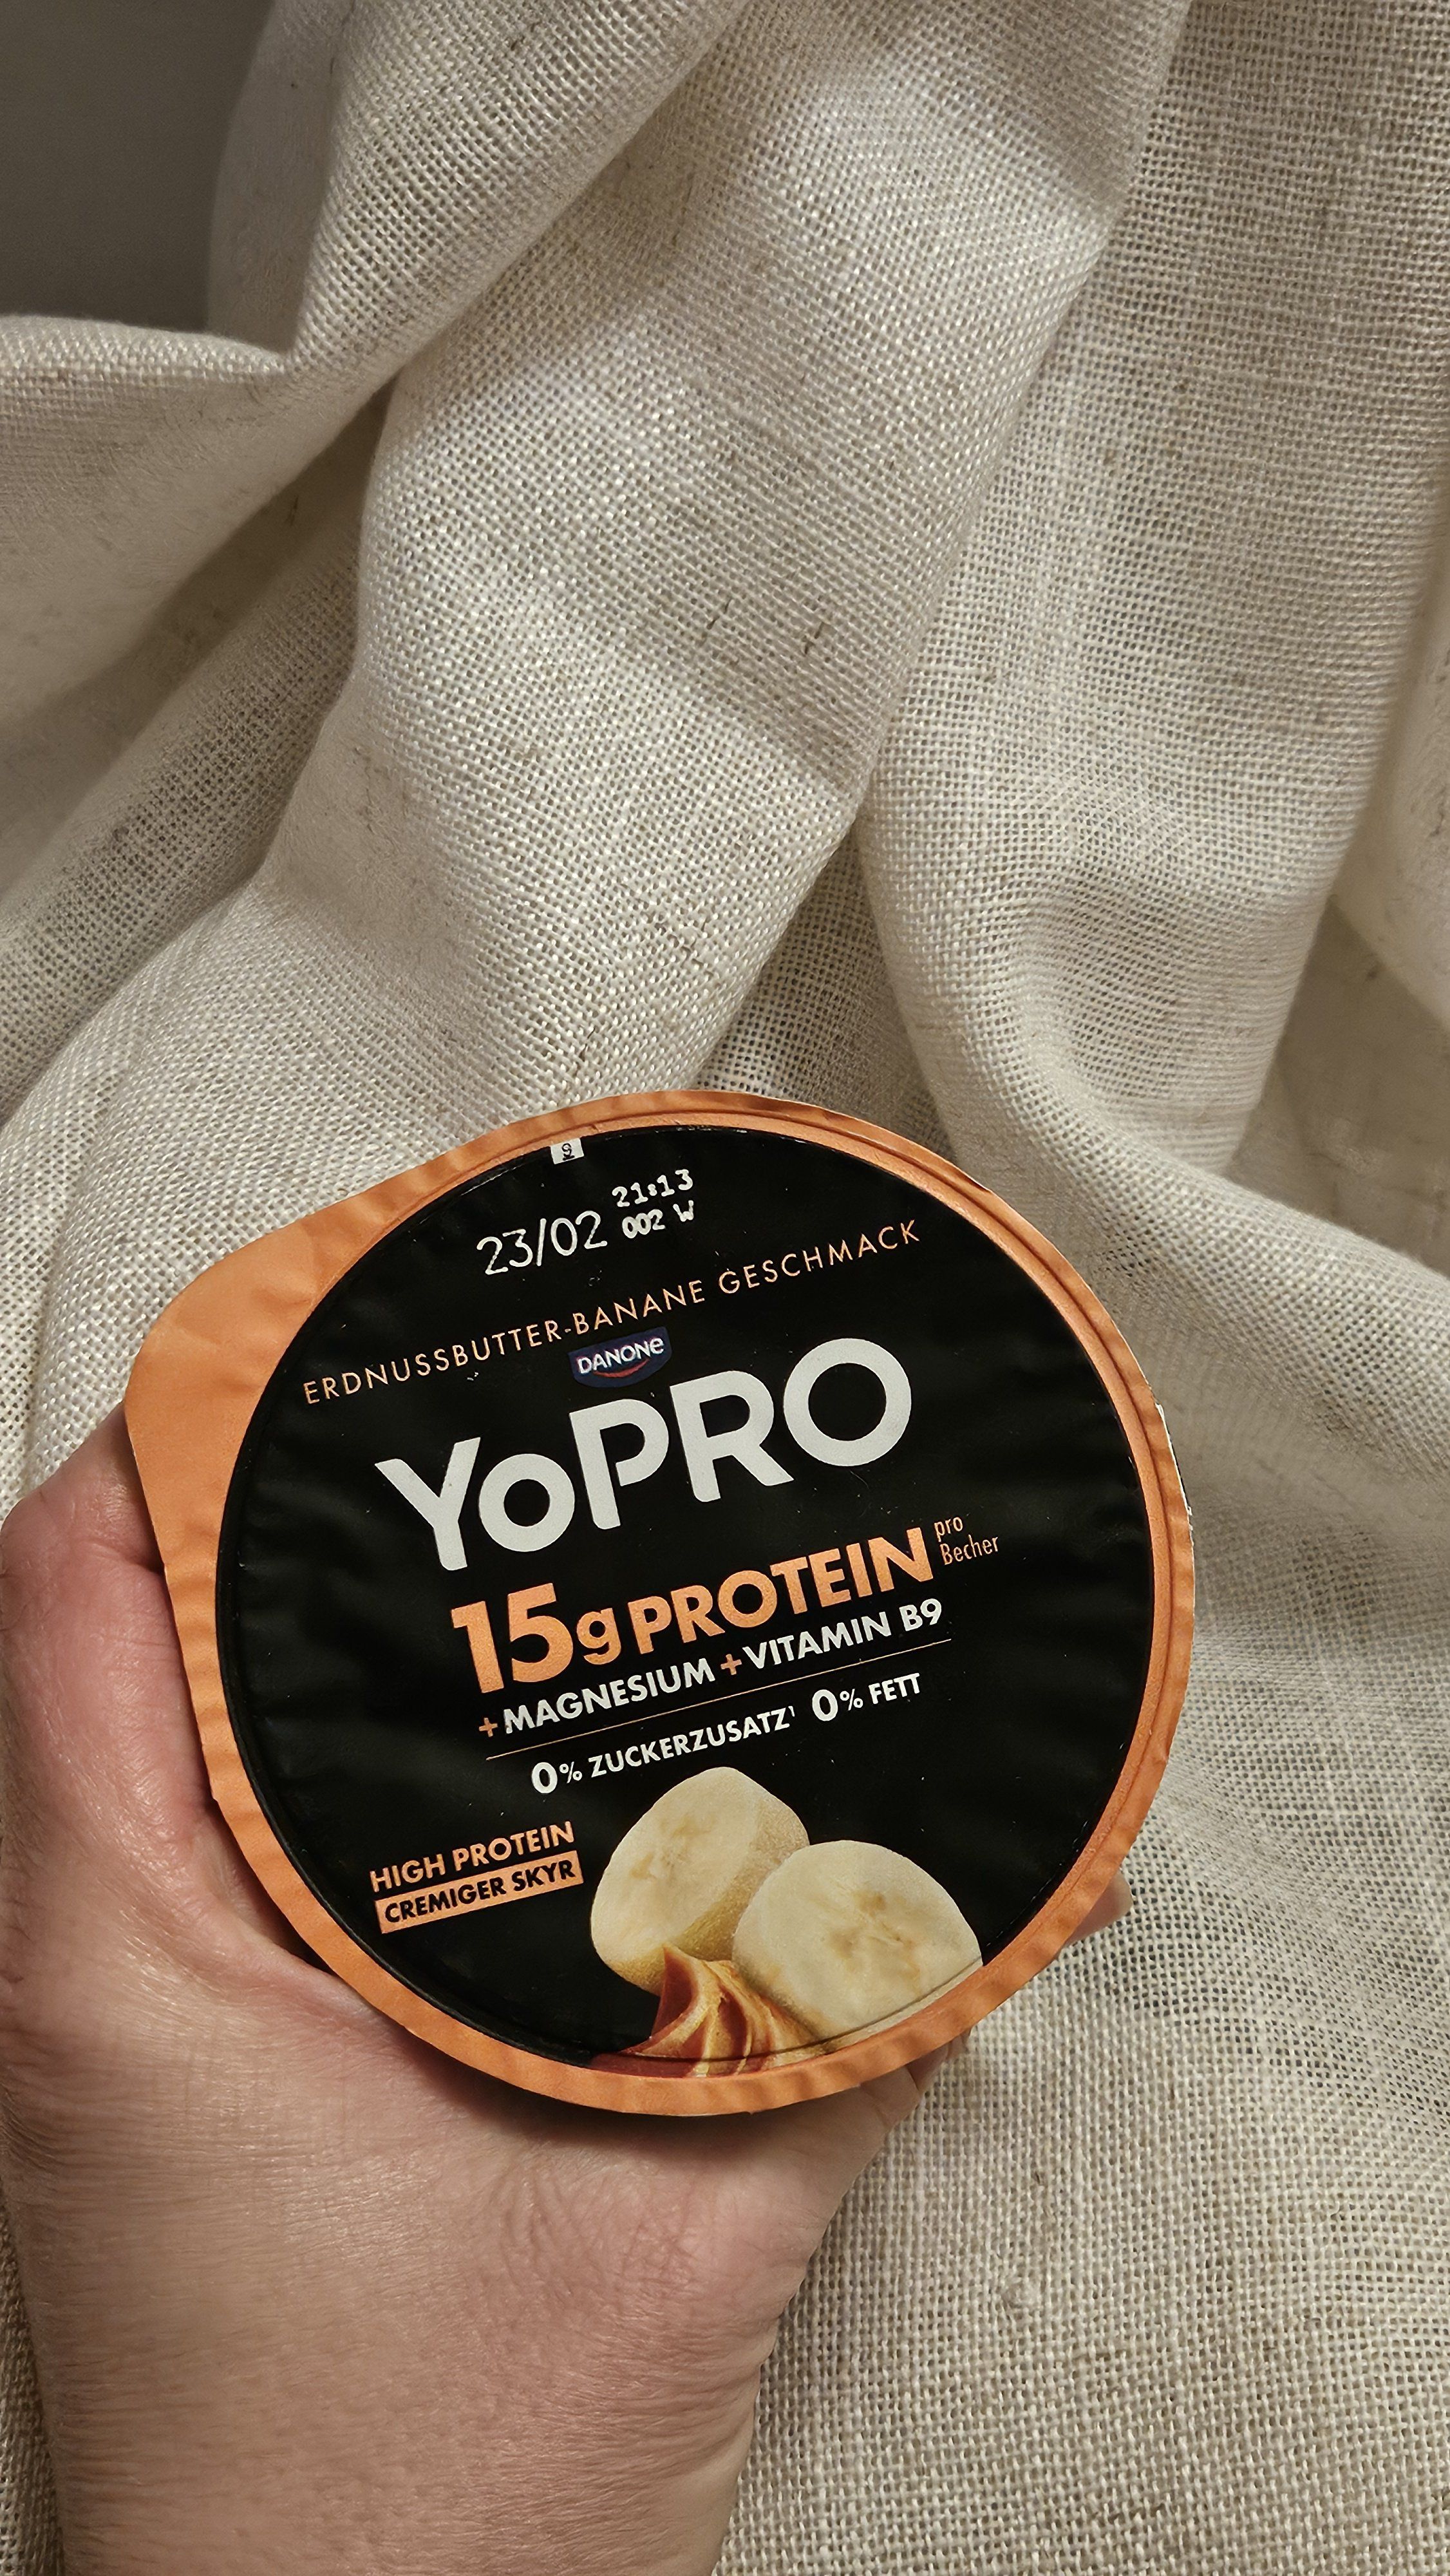 21:13
23/02 002 W
ERDNUSSBUTTER-BANANE GESCHMACK
DANONE
YoPRO
15g PROTEIN pro Becher
+MAGNESIUM +VITAMIN B9
0% ZUCKERZUSATZ¹ 0% FETT
HIGH PROTEIN
CREMIGER SKYR